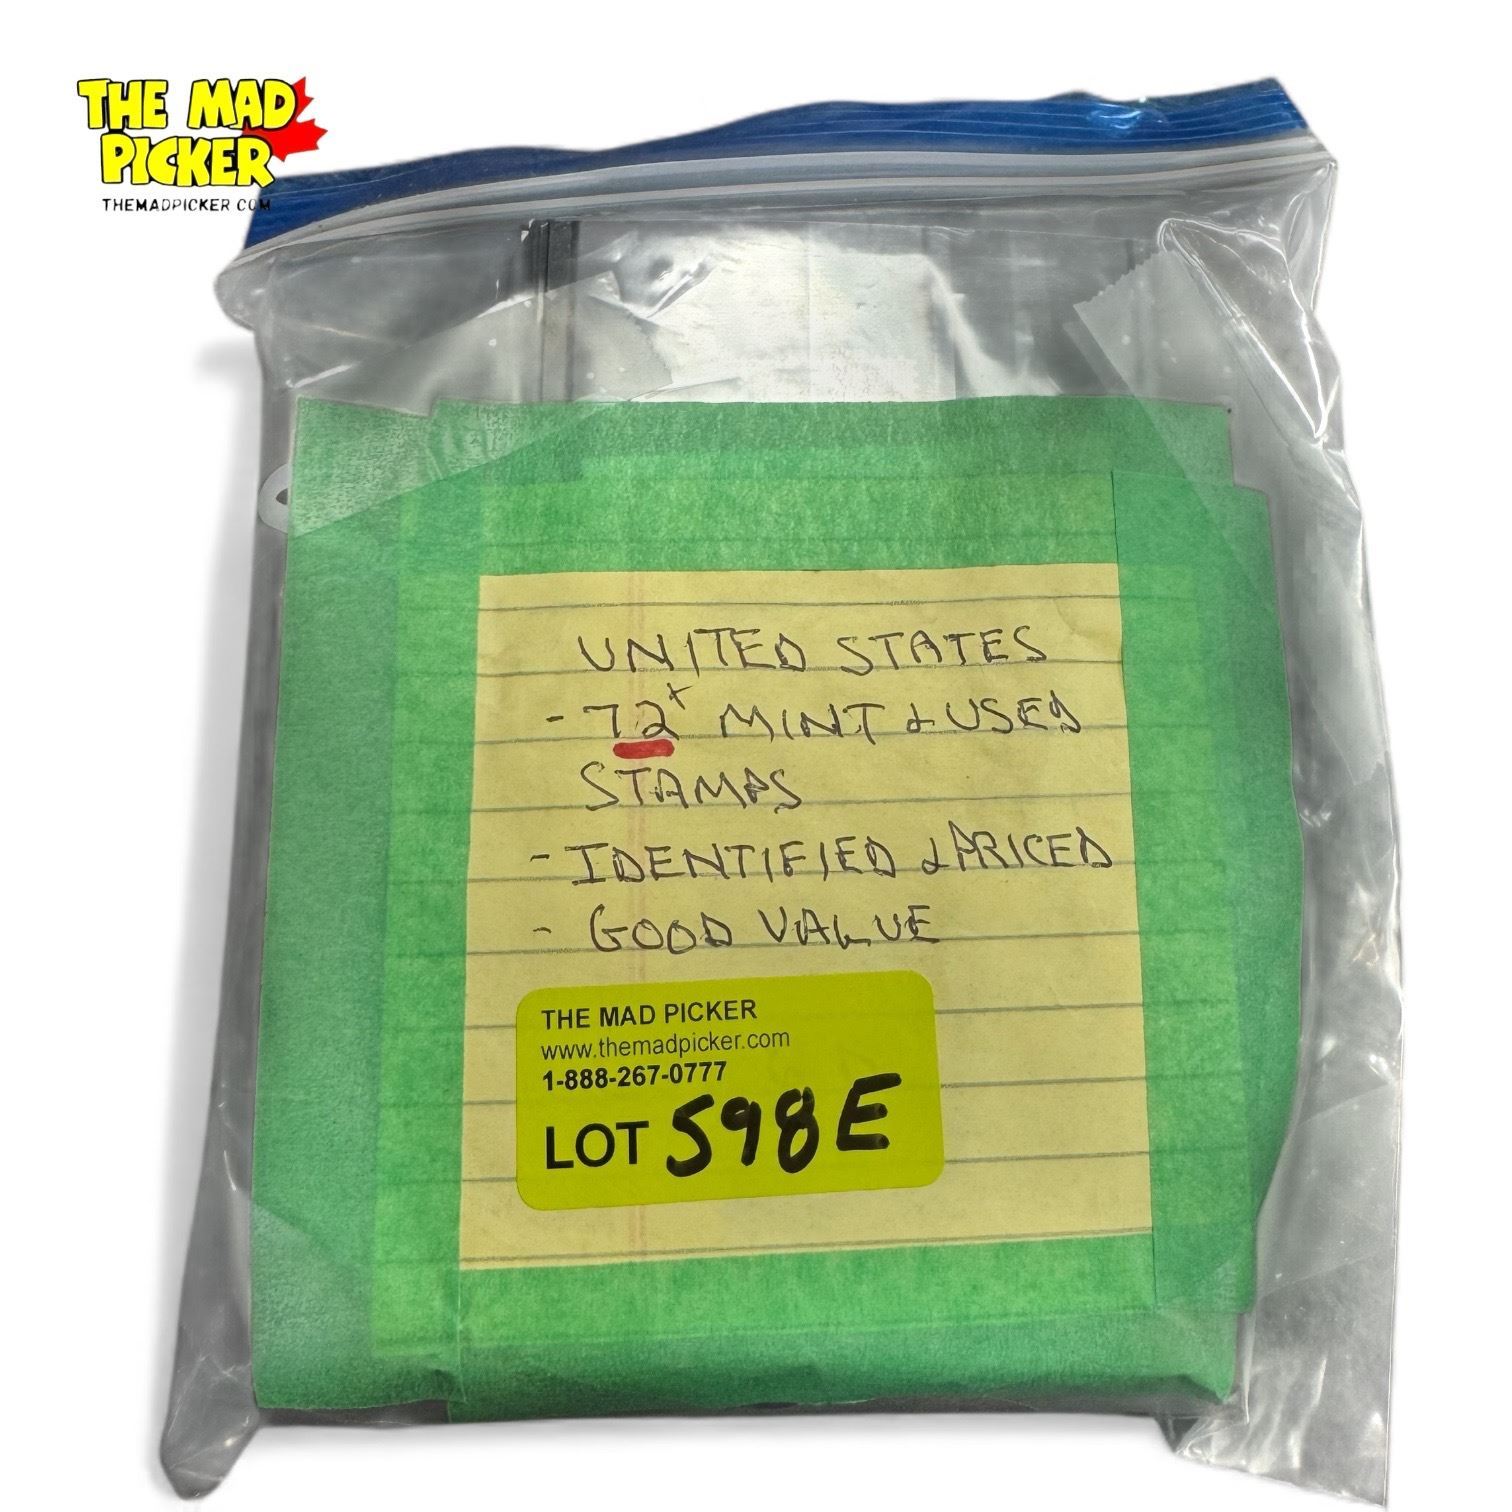 THE MAD
PICKER
THEMADPICKER.COM
UNITED STATES
- 72+ MINT & USED
STAMPS
- IDENTIFIED & PRICED
- GOOD VALUE
THE MAD PICKER
www.themadpicker.com
1-888-267-0777
LOT 598E